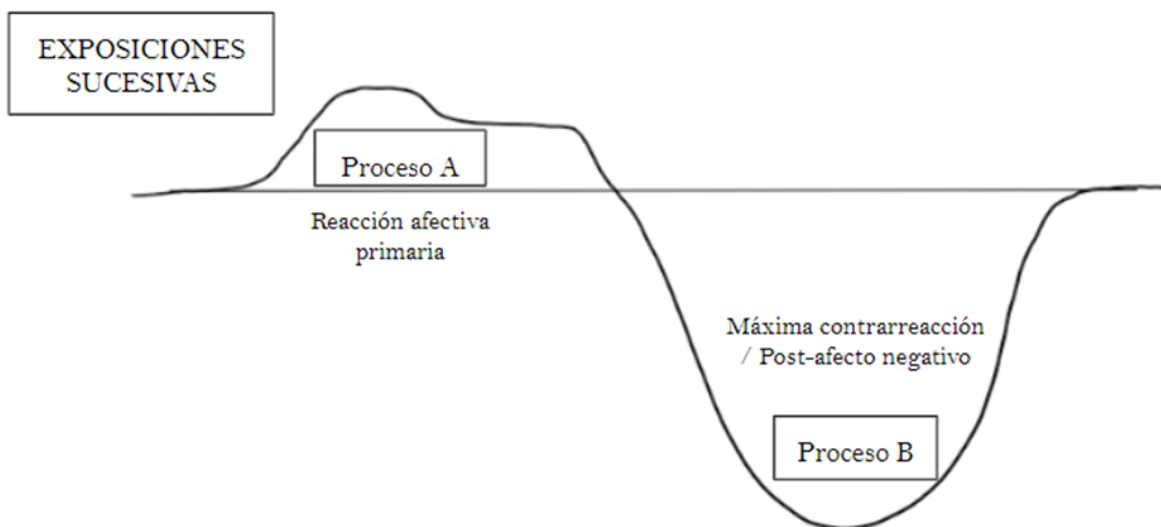 EXPOSICIONES
SUCESIVAS
Proceso A
Reacción afectiva
primaria
Máxima contrarreacción
/ Post-afecto negativo
Proceso B